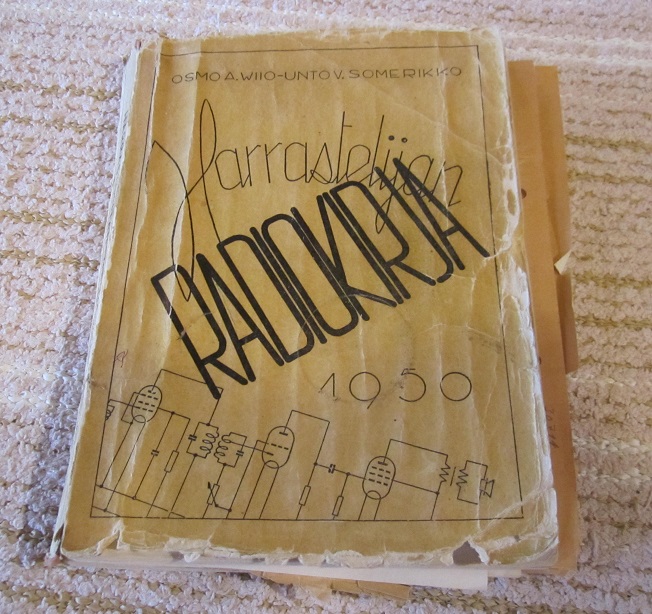 OSMO A. WIIO-UNTO V. SOMERIKKO
Harrastelijan
RADIOKIRJA
1950